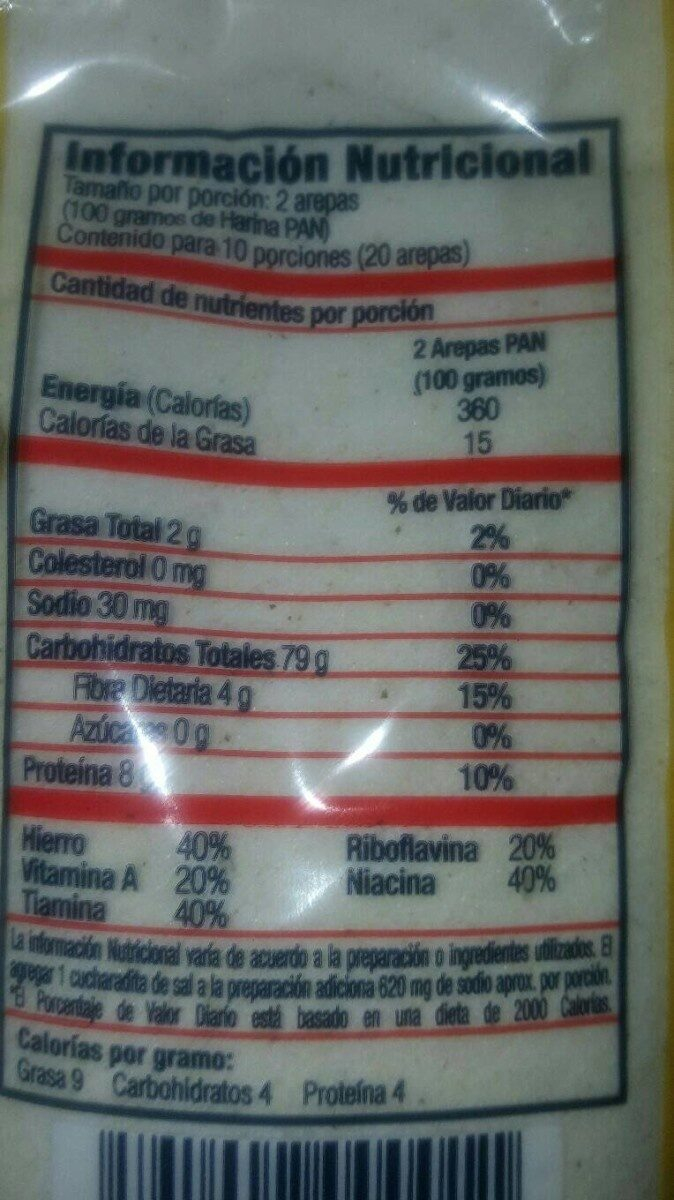 Información Nutricional
Tamaño por porción: 2 arepas
(100 gramos de Harina PAN)
Contenido para 10 porciones (20 arepas)
Cantidad de nutrientes por porción
2 Arepas PAN
(100 gramos)
Energía (Calorías) 360
Calorías de la Grasa 15
% de Valor Diario*
Grasa Total 2 g 2%
Colesterol 0 mg 0%
Sodio 30 mg 0%
Carbohidratos Totales 79 g 25%
Fibra Dietaria 4 g 15%
Azúcares 0 g 0%
Proteína 8 g 10%
Hierro 40% Riboflavina 20%
Vitamina A 20% Niacina 40%
Tiamina 40%
La información Nutricional varía de acuerdo a la preparación o ingredientes utilizados. El
agregar 1 cucharadita de sal a la preparación adiciona 620 mg de sodio aprox. por porción.
*El Porcentaje de Valor Diario está basado en una dieta de 2000 Calorías.
Calorías por gramo:
Grasa 9 Carbohidratos 4 Proteína 4